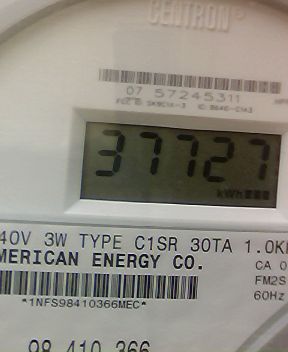 CENTRON®
07 57245311
37727
kWh
40V 3W TYPE C1SR 30TA 1.0K
MERICAN ENERGY CO.
CA 0
FM2S
60Hz
*1NFS98410366MEC*
98 410 366